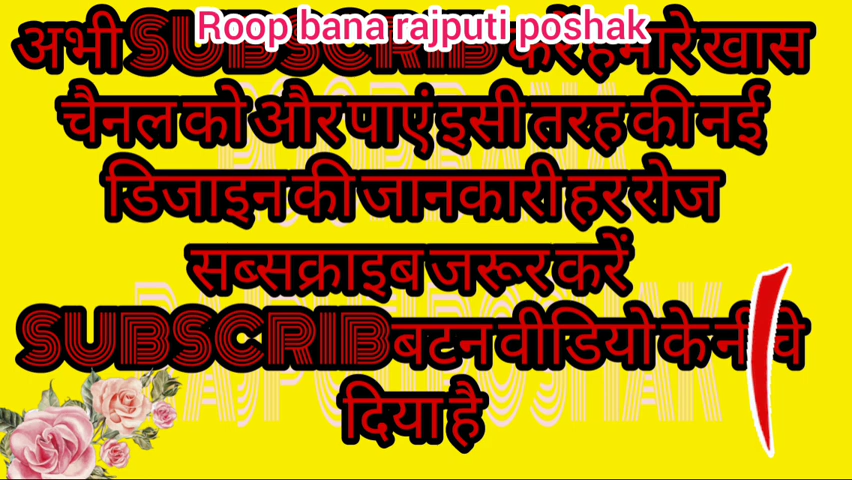 Roop bana rajputi poshak
अभी SUBSCRIB करें हमारे खास
चैनल को और पाएं इसी तरह की नई
डिजाइन की जानकारी हर रोज
सब्सक्राइब जरूर करें
SUBSCRIB बटन वीडियो के नीचे
दिया है